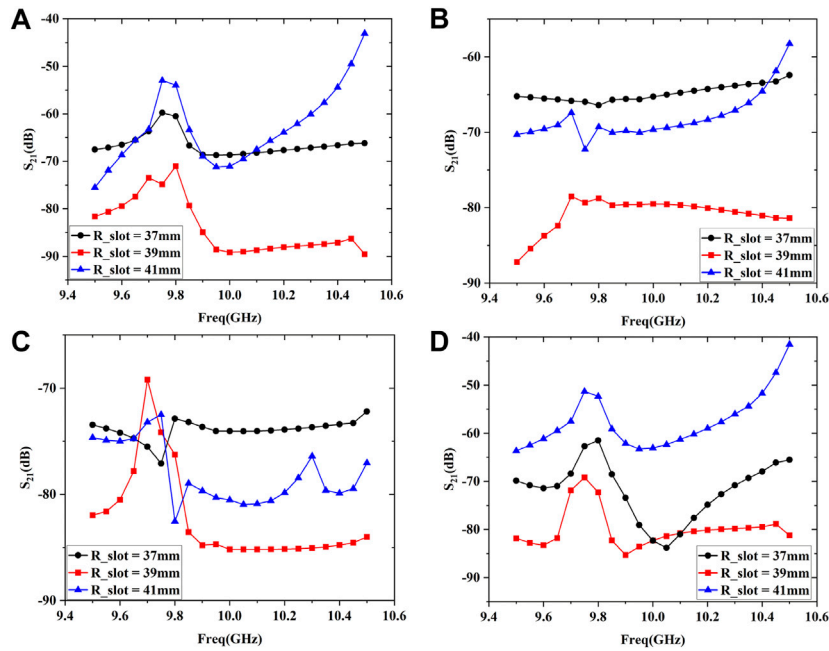 A
-40
-50
-60
-70
-80
-90
S21(dB)
R_slot = 37mm
R_slot = 39mm
R_slot = 41mm
9.4 9.6 9.8 10.0 10.2 10.4 10.6
Freq(GHz)
B
-60
-70
-80
-90
S21(dB)
R_slot = 37mm
R_slot = 39mm
R_slot = 41mm
9.4 9.6 9.8 10.0 10.2 10.4 10.6
Freq(GHz)
C
-70
-80
-90
S21(dB)
R_slot = 37mm
R_slot = 39mm
R_slot = 41mm
9.4 9.6 9.8 10.0 10.2 10.4 10.6
Freq(GHz)
D
-40
-50
-60
-70
-80
-90
S21(dB)
R_slot = 37mm
R_slot = 39mm
R_slot = 41mm
9.4 9.6 9.8 10.0 10.2 10.4 10.6
Freq(GHz)